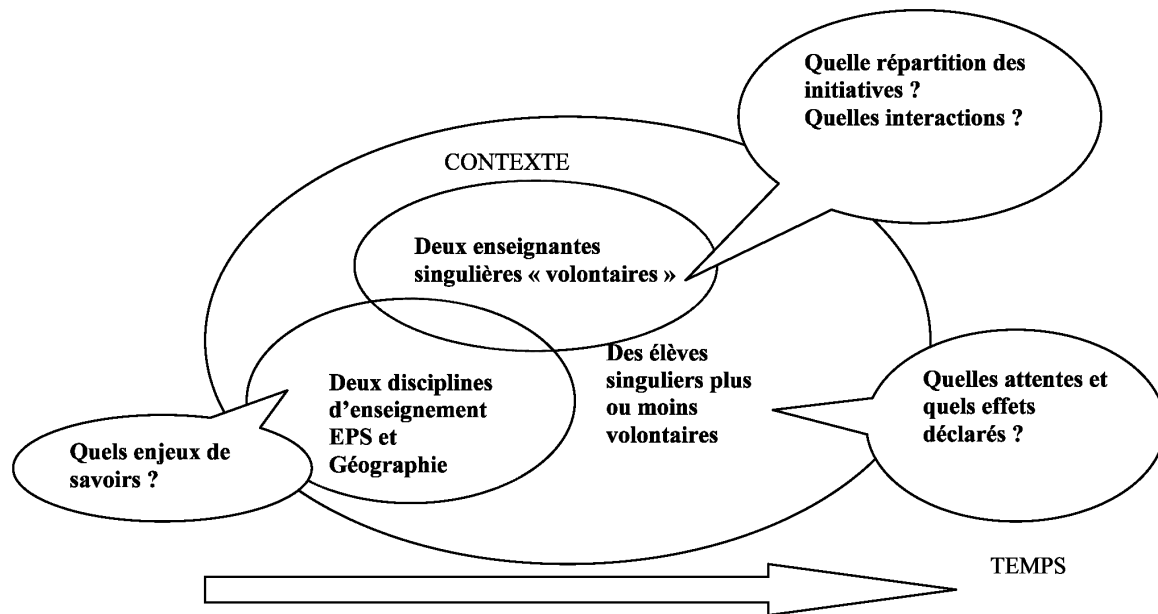 Quelle répartition des
initiatives ?
Quelles interactions ?
CONTEXTE
Deux enseignantes
singulières « volontaires »
Des élèves
singuliers plus
ou moins
volontaires
Quelles attentes et
quels effets
déclarés ?
Deux disciplines
d’enseignement
EPS et
Géographie
Quels enjeux de
savoirs ?
TEMPS